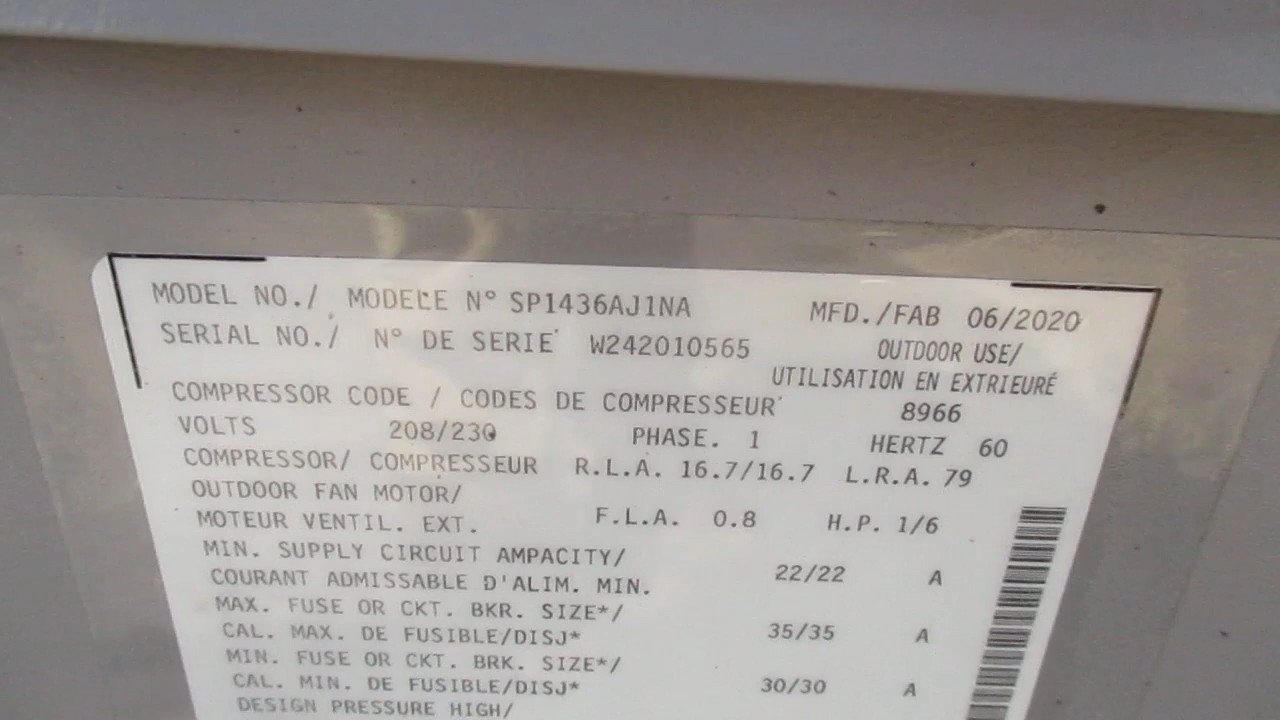 MODEL NO./ MODELE N° SP1436AJ1NA MFD./FAB 06/2020
SERIAL NO./ N° DE SERIE W242010565 OUTDOOR USE/
UTILISATION EN EXTRIEURÉ
COMPRESSOR CODE / CODES DE COMPRESSEUR 8966
VOLTS 208/230 PHASE. 1 HERTZ 60
COMPRESSOR/ COMPRESSEUR R.L.A. 16.7/16.7 L.R.A. 79
OUTDOOR FAN MOTOR/
MOTEUR VENTIL. EXT. F.L.A. 0.8 H.P. 1/6
MIN. SUPPLY CIRCUIT AMPACITY/
COURANT ADMISSABLE D'ALIM. MIN. 22/22 A
MAX. FUSE OR CKT. BKR. SIZE*/
CAL. MAX. DE FUSIBLE/DISJ* 35/35 A
MIN. FUSE OR CKT. BRK. SIZE*/
CAL. MIN. DE FUSIBLE/DISJ* 30/30 A
DESIGN PRESSURE HIGH/